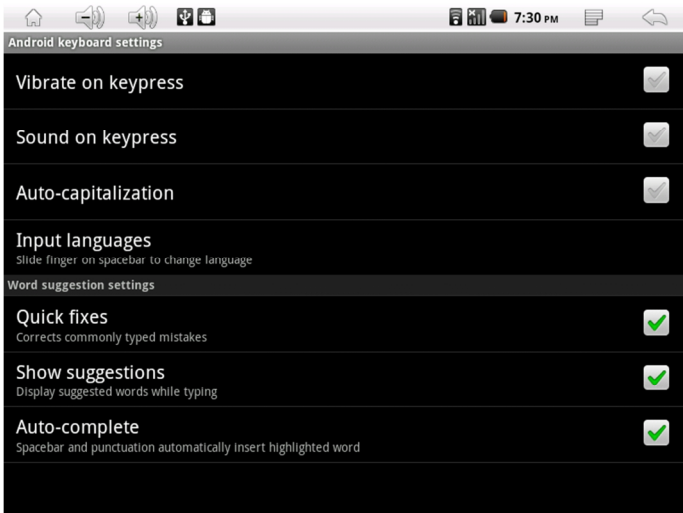 7:30 PM
Android keyboard settings
Vibrate on keypress
Sound on keypress
Auto-capitalization
Input languages
Slide finger on spacebar to change language
Word suggestion settings
Quick fixes
Corrects commonly typed mistakes
Show suggestions
Display suggested words while typing
Auto-complete
Spacebar and punctuation automatically insert highlighted word